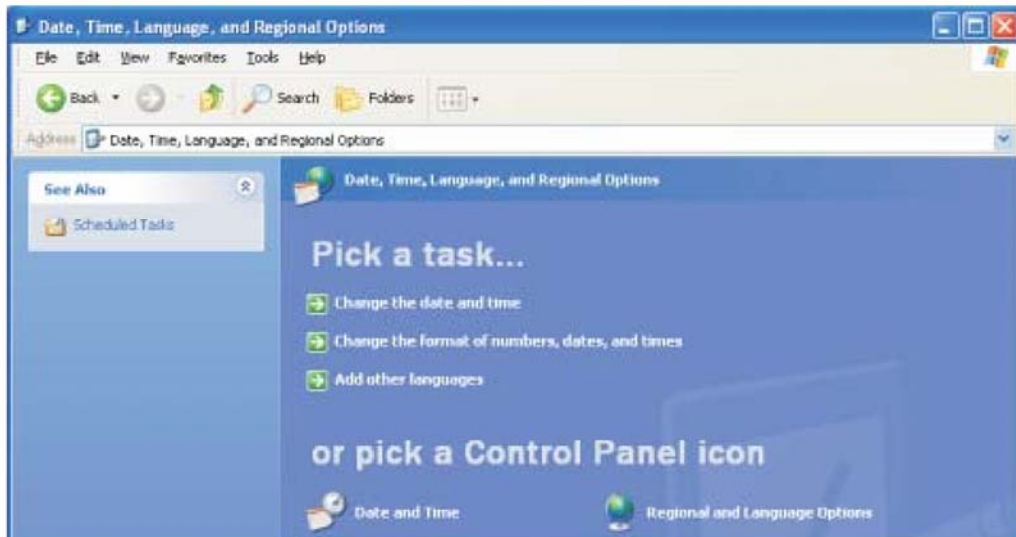 Date, Time, Language, and Regional Options
File Edit View Favorites Tools Help
Back Search Folders
Address Date, Time, Language, and Regional Options
See Also
Scheduled Tasks
Date, Time, Language, and Regional Options
Pick a task...
Change the date and time
Change the format of numbers, dates, and times
Add other languages
or pick a Control Panel icon
Date and Time Regional and Language Options